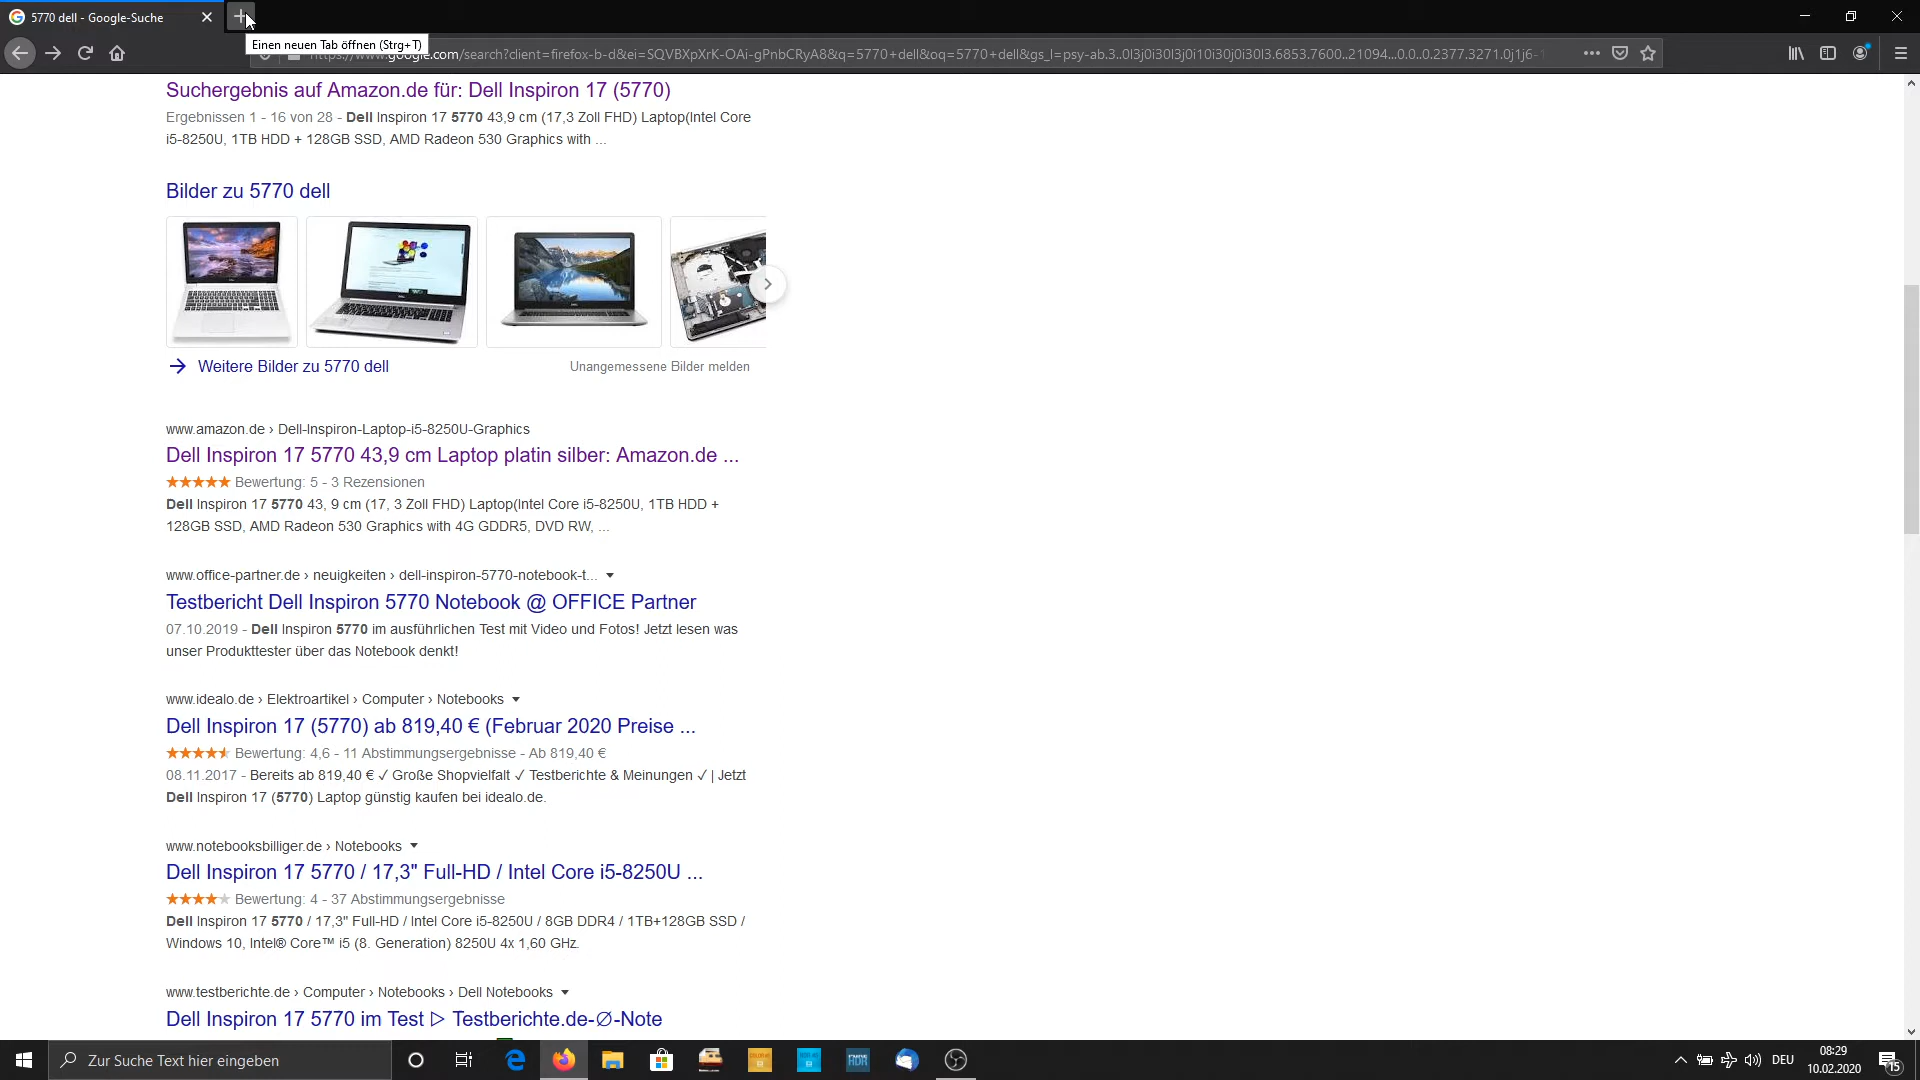 5770 dell - Google-Suche
Einen neuen Tab öffnen (Strg+T)
https://www.google.com/search?client=firefox-b-d&ei=SQVBXpXrK-OAi-gPnbCRyA8&q=5770+dell&oq=5770+dell&gs_l=psy-ab.3..0l3j0i30l3j0i10i30j0i30l3.6853.7600..21094...0.0..0.2377.3271.0j1j6-1
Suchergebnis auf Amazon.de für: Dell Inspiron 17 (5770)
Ergebnissen 1 - 16 von 28 - Dell Inspiron 17 5770 43,9 cm (17,3 Zoll FHD) Laptop(Intel Core
i5-8250U, 1TB HDD + 128GB SSD, AMD Radeon 530 Graphics with ...
Bilder zu 5770 dell
Weitere Bilder zu 5770 dell
Unangemessene Bilder melden
www.amazon.de › Dell-Inspiron-Laptop-i5-8250U-Graphics
Dell Inspiron 17 5770 43,9 cm Laptop platin silber: Amazon.de ...
★★★★★ Bewertung: 5 - 3 Rezensionen
Dell Inspiron 17 5770 43, 9 cm (17, 3 Zoll FHD) Laptop(Intel Core i5-8250U, 1TB HDD +
128GB SSD, AMD Radeon 530 Graphics with 4G GDDR5, DVD RW, ...
www.office-partner.de › neuigkeiten › dell-inspiron-5770-notebook-t...
Testbericht Dell Inspiron 5770 Notebook @ OFFICE Partner
07.10.2019 - Dell Inspiron 5770 im ausführlichen Test mit Video und Fotos! Jetzt lesen was
unser Produkttester über das Notebook denkt!
www.idealo.de › Elektroartikel › Computer › Notebooks
Dell Inspiron 17 (5770) ab 819,40 € (Februar 2020 Preise ...
Bewertung: 4,6 - 11 Abstimmungsergebnisse - Ab 819,40 €
08.11.2017 - Bereits ab 819,40 € ✓ Große Shopvielfalt ✓ Testberichte & Meinungen ✓ | Jetzt
Dell Inspiron 17 (5770) Laptop günstig kaufen bei idealo.de.
www.notebooksbilliger.de › Notebooks
Dell Inspiron 17 5770 / 17,3" Full-HD / Intel Core i5-8250U ...
Bewertung: 4 - 37 Abstimmungsergebnisse
Dell Inspiron 17 5770 / 17,3" Full-HD / Intel Core i5-8250U / 8GB DDR4 / 1TB+128GB SSD /
Windows 10, Intel® Core™ i5 (8. Generation) 8250U 4x 1,60 GHz.
www.testberichte.de › Computer › Notebooks › Dell Notebooks
Dell Inspiron 17 5770 im Test ▷ Testberichte.de-∅-Note
Zur Suche Text hier eingeben
DEU
08:29
10.02.2020
15